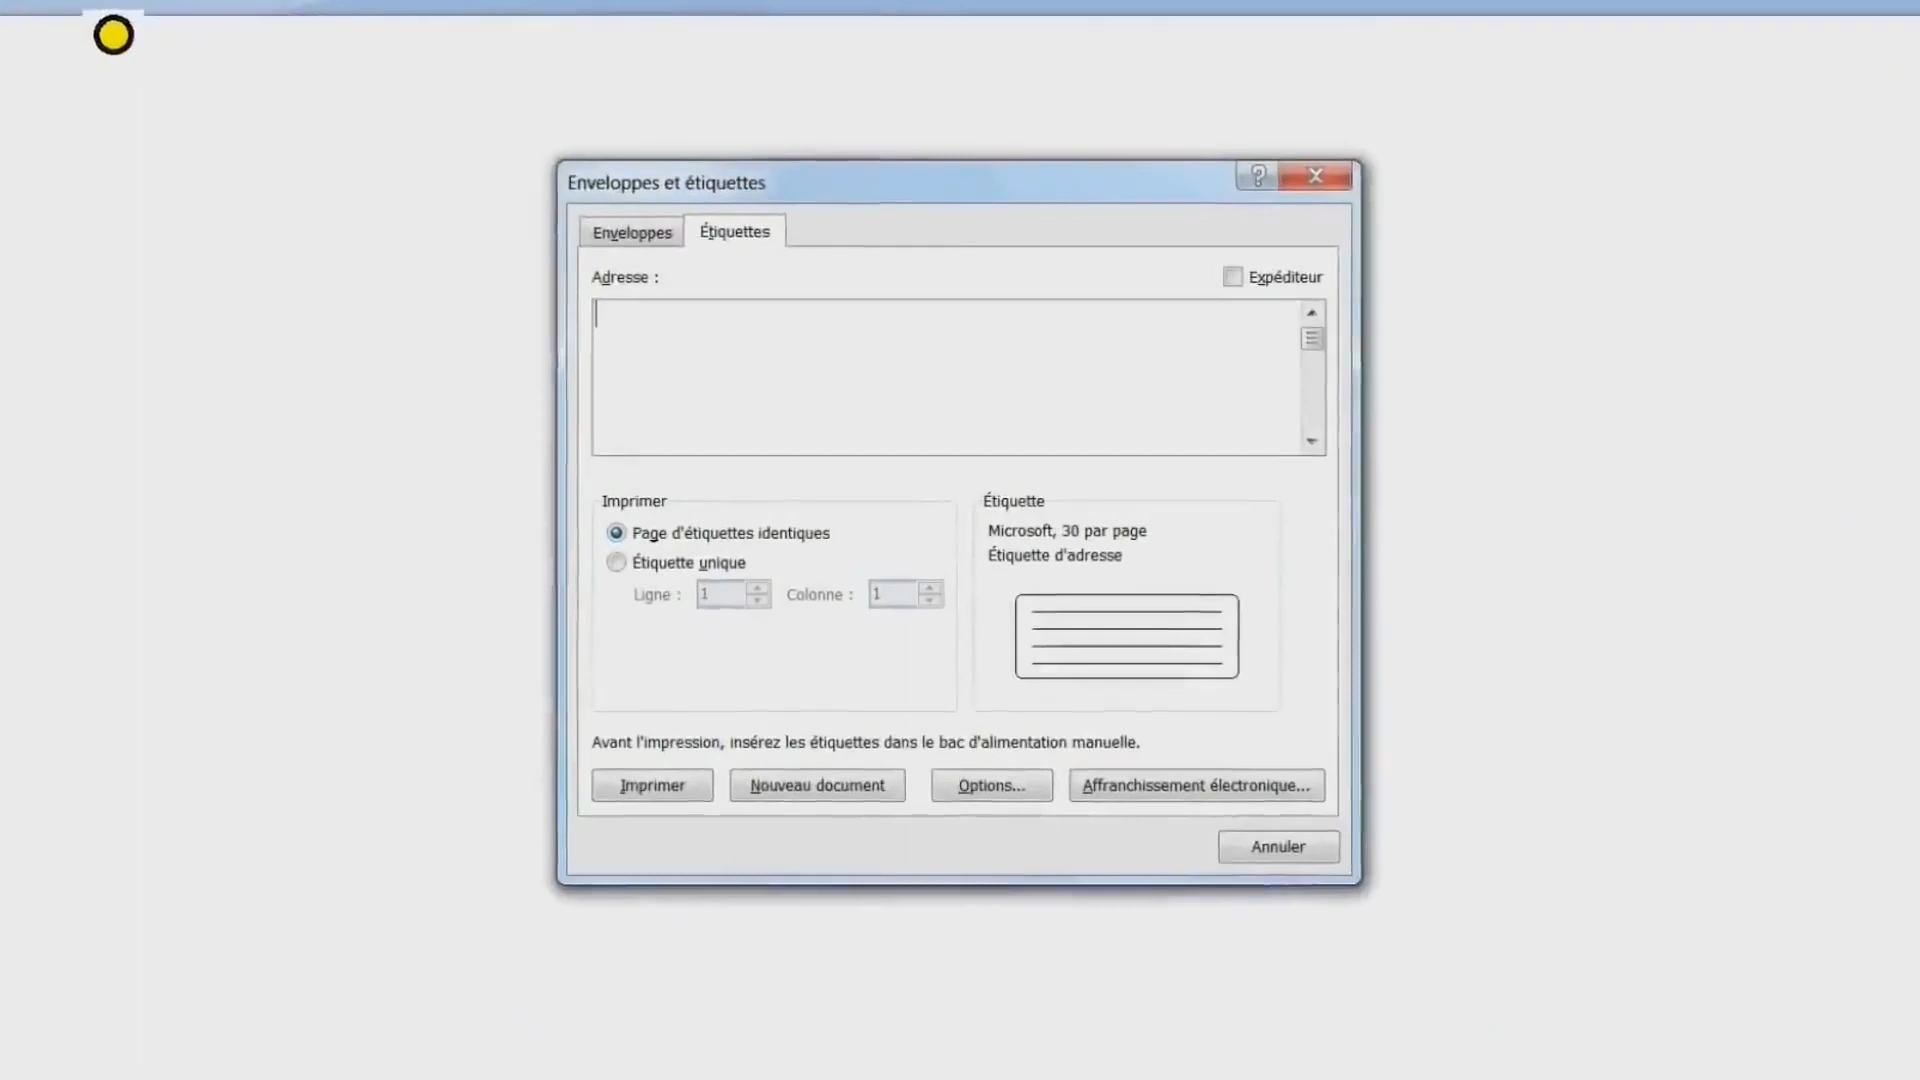 Enveloppes et étiquettes
Enveloppes Étiquettes
Adresse : Expéditeur
Imprimer Étiquette
Page d'étiquettes identiques Microsoft, 30 par page
Étiquette unique Étiquette d'adresse
Ligne : 1 Colonne : 1
Avant l'impression, insérez les étiquettes dans le bac d'alimentation manuelle.
Imprimer Nouveau document Options... Affranchissement électronique...
Annuler